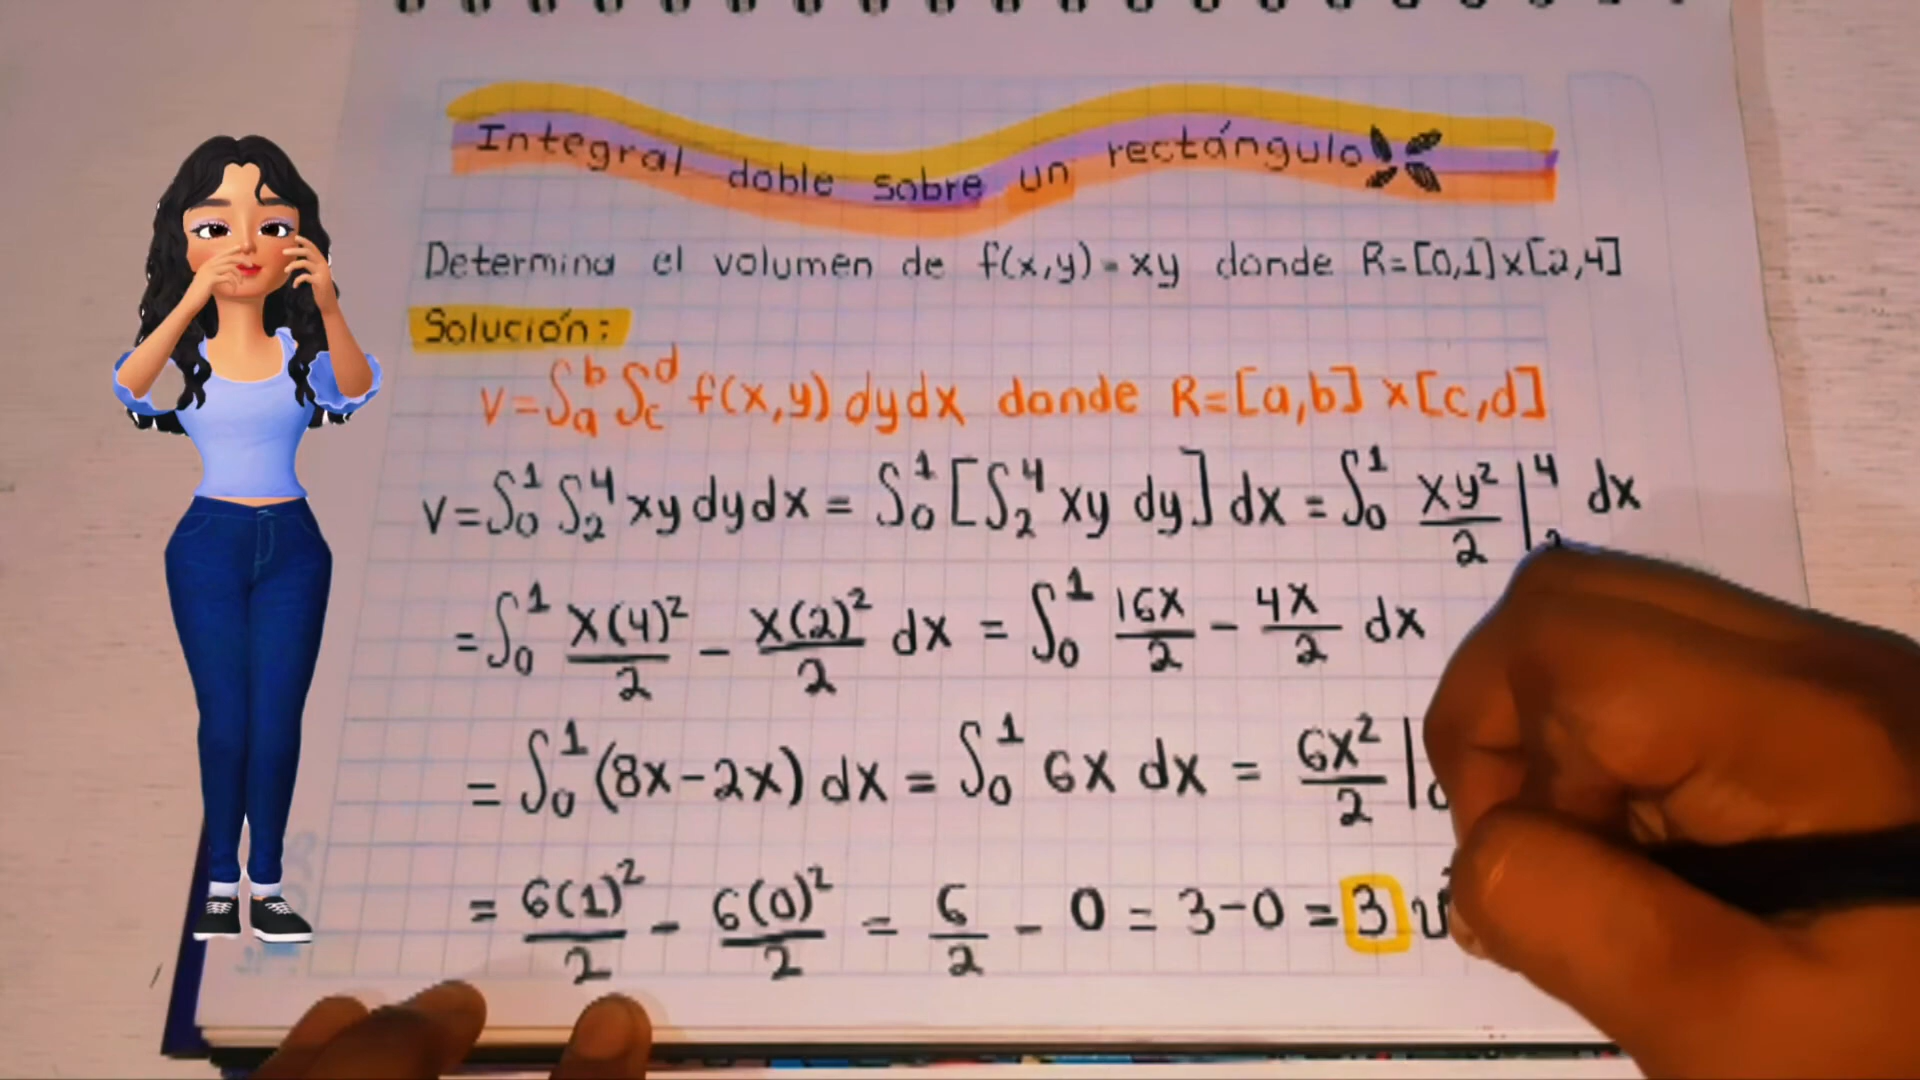 Integral doble sobre un rectángulo
Determina el volumen de f(x,y)=xy donde R=[0,1]x[2,4]
Solución:
V=∫ₐᵇ∫꜀ᵈ f(x,y) dydx donde R=[a,b]x[c,d]
V=∫₀¹∫₂⁴ xy dydx = ∫₀¹[∫₂⁴ xy dy]dx = ∫₀¹ xy²/2 |₂⁴ dx
=∫₀¹ x(4)²/2 - x(2)²/2 dx = ∫₀¹ 16x/2 - 4x/2 dx
=∫₀¹(8x-2x)dx = ∫₀¹ 6x dx = 6x²/2 |₀
= 6(1)²/2 - 6(0)²/2 = 6/2 - 0 = 3-0 = 3